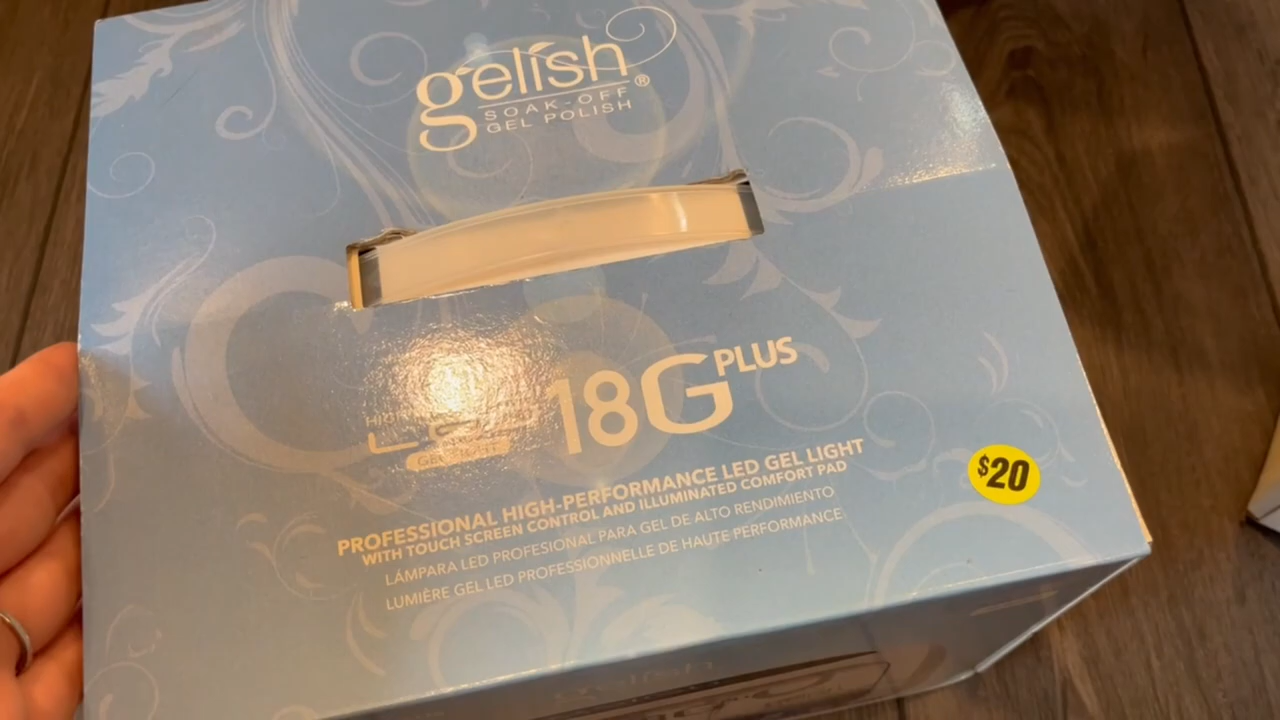 gelish®
SOAK-OFF
GEL POLISH
18G PLUS
PROFESSIONAL HIGH-PERFORMANCE LED GEL LIGHT
WITH TOUCH SCREEN CONTROL AND ILLUMINATED COMFORT PAD
LÁMPARA LED PROFESIONAL PARA GEL DE ALTO RENDIMIENTO
LUMIÈRE GEL LED PROFESSIONNELLE DE HAUTE PERFORMANCE
$20
gelish